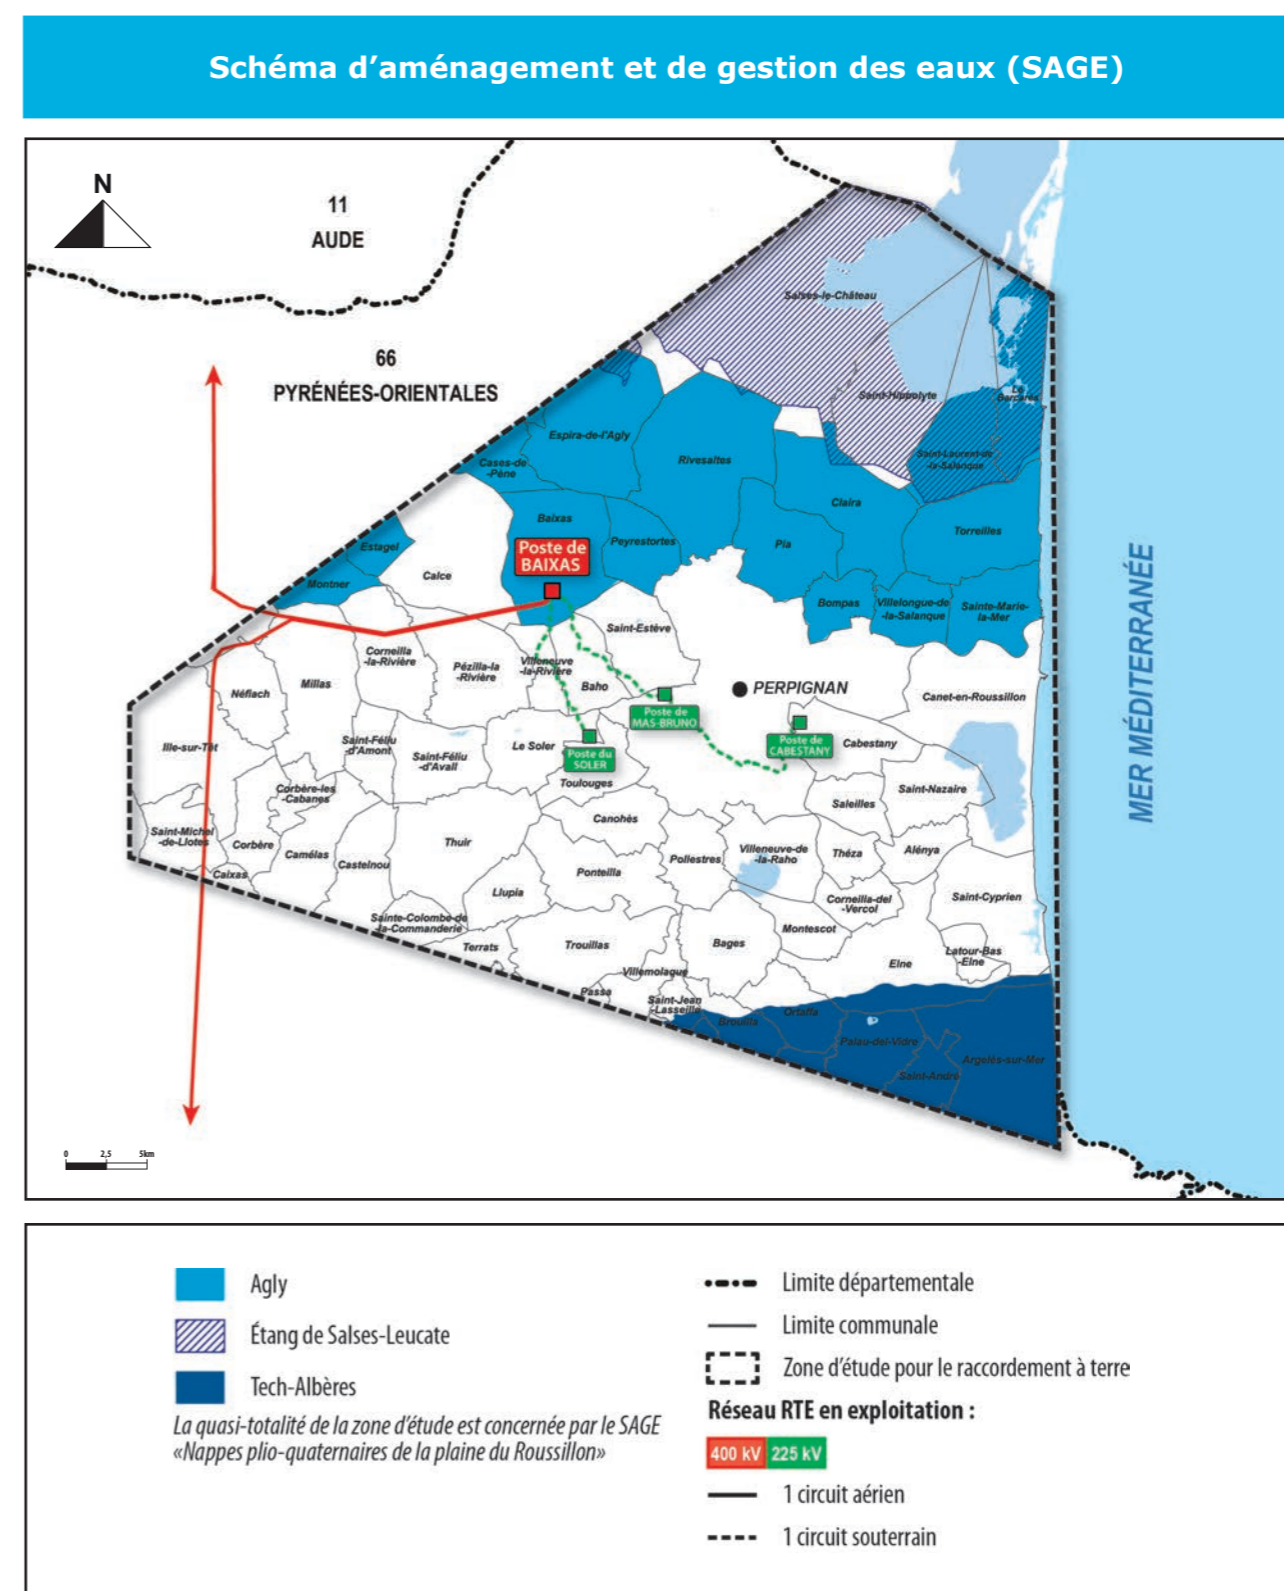 Schéma d’aménagement et de gestion des eaux (SAGE)
N
11
AUDE
66
PYRÉNÉES-ORIENTALES
Salses-le-Château
Saint-Hippolyte
Le
Barcarès
Saint-Laurent-de
-la-Salanque
Espira-de-l'Agly
Cases-de
-Pène
Rivesaltes
Claira
Torreilles
Baixas
Peyrestortes
Pia
Estagel
Montner
Calce
Poste de
BAIXAS
Bompas
Villelongue-de
-la-Salanque
Sainte-Marie-
la-Mer
MER MÉDITERRANÉE
Saint-Estève
Corneilla
-la-Rivière
Pézilla-la
-Rivière
Villeneuve
-la-Rivière
Baho
Néfiach
Millas
PERPIGNAN
Canet-en-Roussillon
Poste de
MAS-BRUNO
Poste de
CABESTANY
Cabestany
Ille-sur-Têt
Saint-Féliu
-d'Amont
Saint-Féliu
-d'Avall
Le Soler
Poste du
SOLER
Toulouges
Corbère-les
-Cabanes
Saint-Nazaire
Saleilles
Saint-Michel
-de-Llotes
Corbère
Camélas
Castelnou
Thuir
Canohès
Ponteilla
Pollestres
Villeneuve-de
-la-Raho
Théza
Alénya
Caixas
Llupia
Corneilla-del
-Vercol
Saint-Cyprien
Sainte-Colombe-de
-la-Commanderie
Terrats
Trouillas
Bages
Montescot
Latour-Bas
-Elne
Elne
Villemolaque
Passa
Saint-Jean
-Lasseille
Brouilla
Ortaffa
Palau-del-Vidre
Saint-André
Argelès-sur-Mer
0 2,5 5km
Agly
Étang de Salses-Leucate
Tech-Albères
La quasi-totalité de la zone d’étude est concernée par le SAGE
«Nappes plio-quaternaires de la plaine du Roussillon»
Limite départementale
Limite communale
Zone d’étude pour le raccordement à terre
Réseau RTE en exploitation :
400 kV 225 kV
1 circuit aérien
1 circuit souterrain